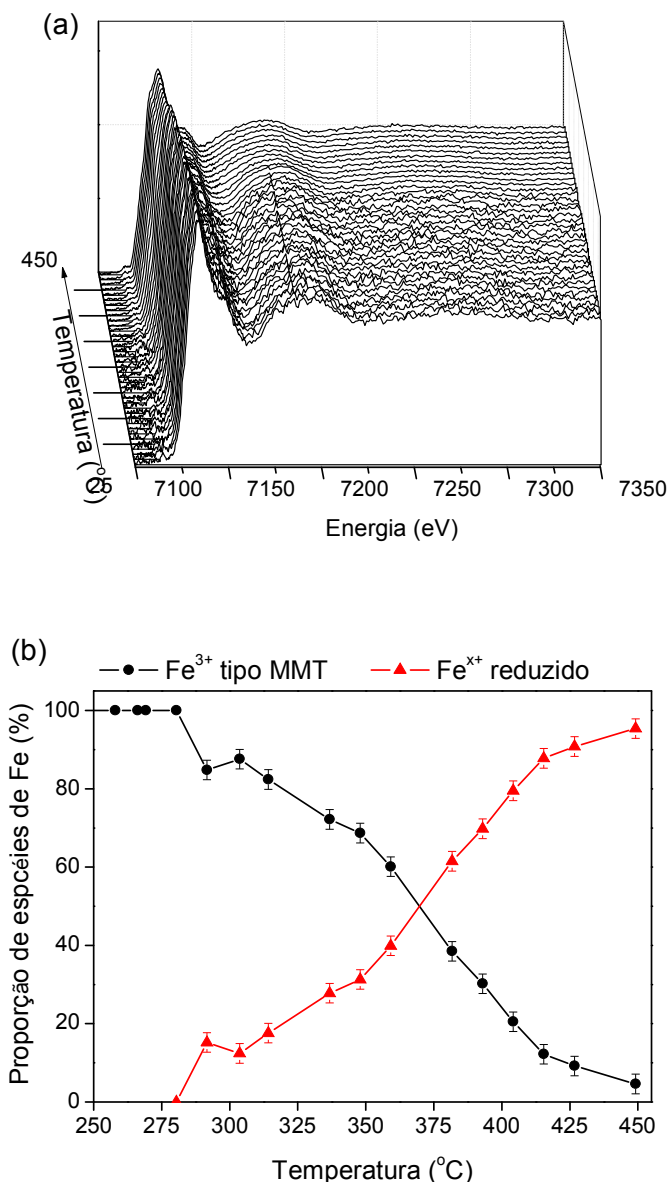 (a)
450
Temperatura (°C)
25
7100 7150 7200 7250 7300 7350
Energia (eV)
(b)
Fe3+ tipo MMT Fex+ reduzido
100
80
60
40
20
0
Proporção de espcéies de Fe (%)
250 275 300 325 350 375 400 425 450
Temperatura (°C)